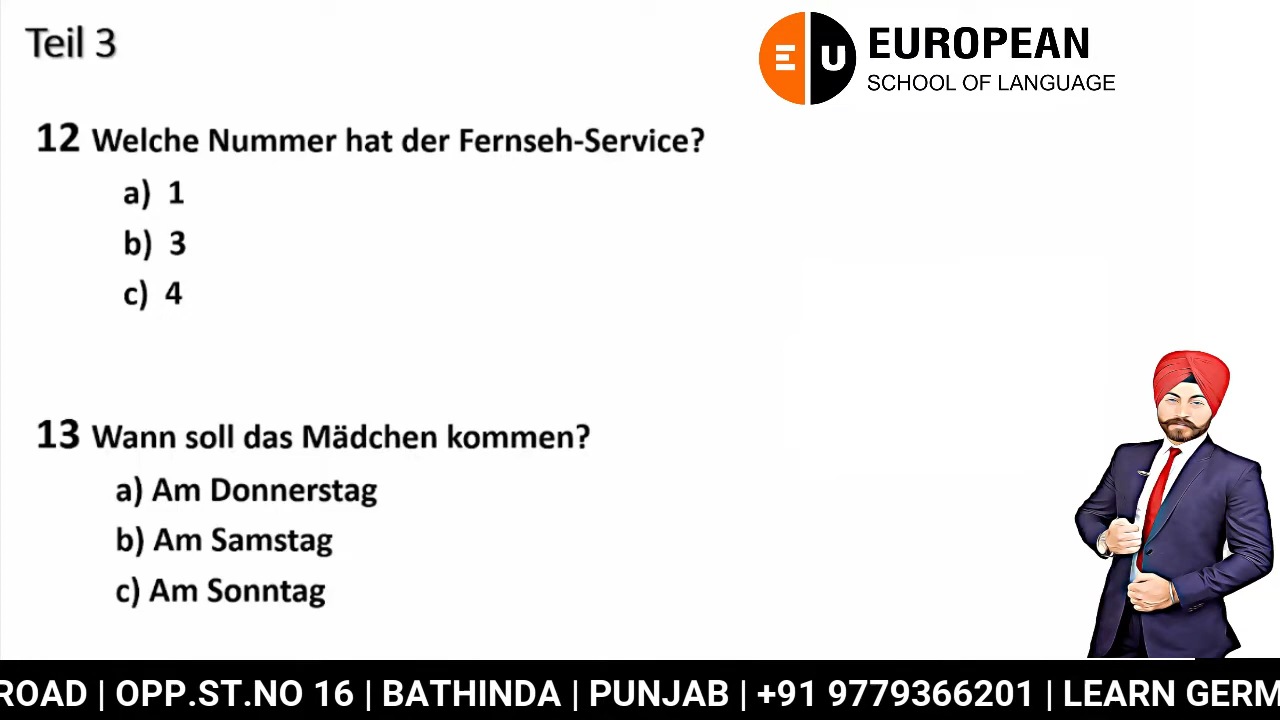 Teil 3
EU EUROPEAN
SCHOOL OF LANGUAGE
12 Welche Nummer hat der Fernseh-Service?
a) 1
b) 3
c) 4
13 Wann soll das Mädchen kommen?
a) Am Donnerstag
b) Am Samstag
c) Am Sonntag
ROAD | OPP.ST.NO 16 | BATHINDA | PUNJAB | +91 9779366201 | LEARN GERM